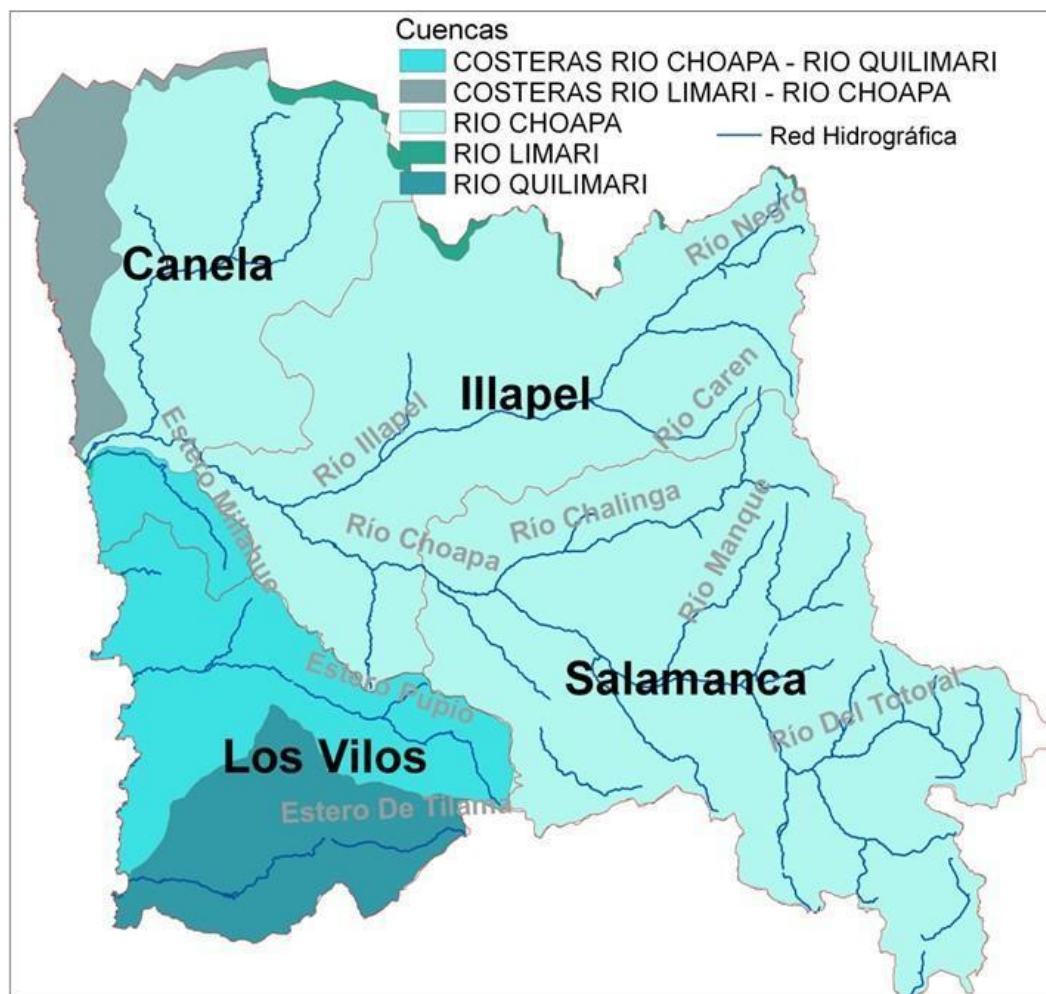 Cuencas
COSTERAS RIO CHOAPA - RIO QUILIMARI
COSTERAS RIO LIMARI - RIO CHOAPA
RIO CHOAPA
Red Hidrográfica
RIO LIMARI
RIO QUILIMARI
Río Negro
Canela
Illapel
Río Caren
Río Illapel
Estero Millahue
Río Choapa
Río Chalinga
Río Manque
Salamanca
Estero Pupío
Río Del Totoral
Los Vilos
Estero De Tilama